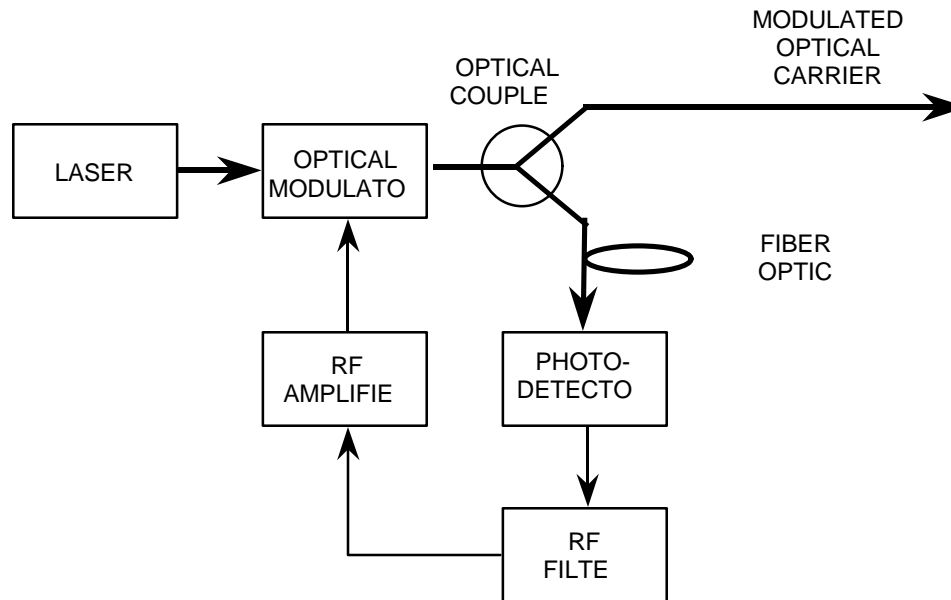 MODULATED
OPTICAL
CARRIER
OPTICAL
COUPLE
LASER
OPTICAL
MODULATO
FIBER
OPTIC
RF
AMPLIFIE
PHOTO-
DETECTO
RF
FILTE